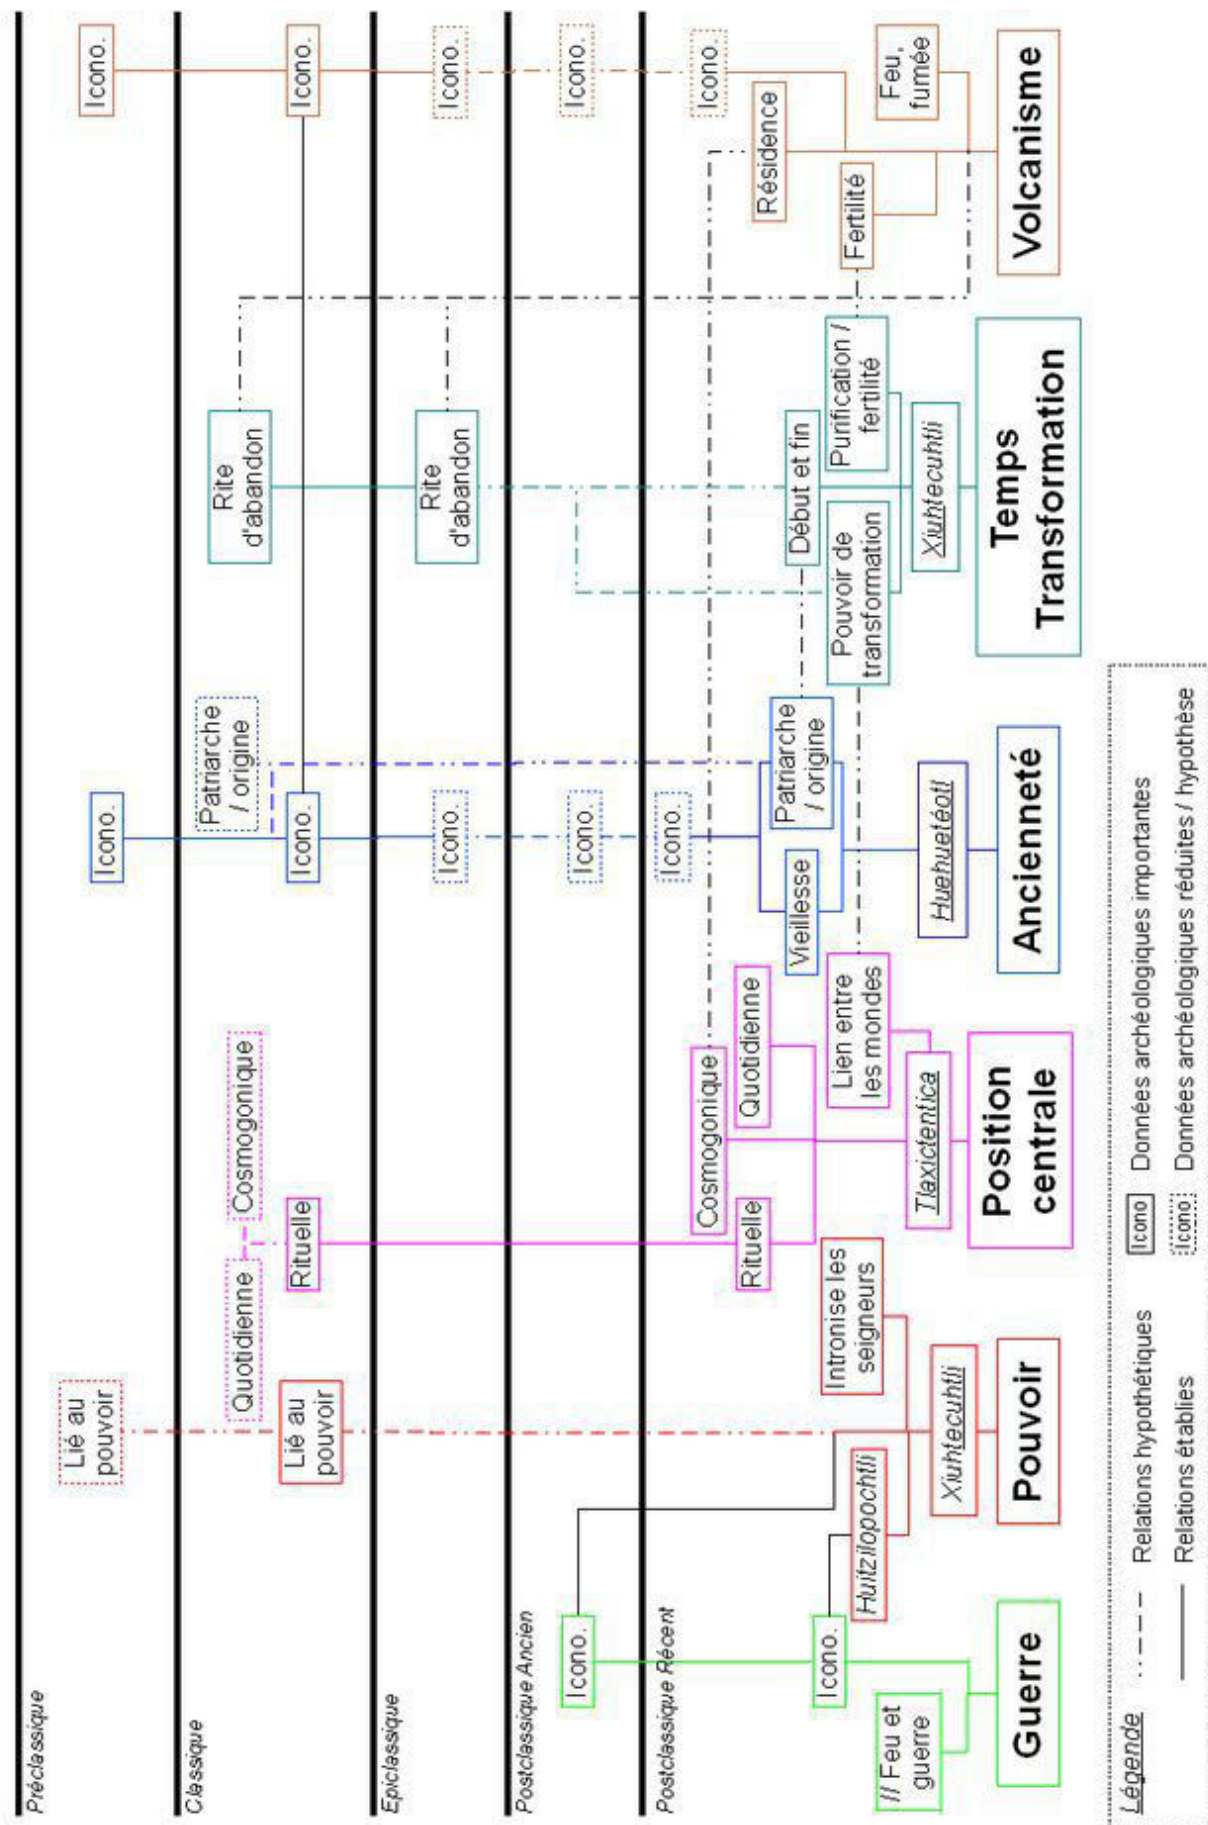 Préclassique
Lié au
pouvoir
Icono.
Icono.
Classique
Quotidienne
Cosmogonique
Patriarche
/ origine
Rite
d'abandon
Lié au
pouvoir
Rituelle
Icono.
Icono.
Epiclassique
Icono.
Rite
d'abandon
Icono.
Postclassique Ancien
Icono.
Icono.
Icono.
Postclassique Récent
Icono.
Icono.
Cosmogonique
Rituelle
Quotidienne
Résidence
Vieillesse
Patriarche
/ origine
Début et fin
Icono.
Intronise les
seigneurs
Lien entre
les mondes
Pouvoir de
transformation
Purification /
fertilité
Fertilité
Huitzilopochtli
// Feu et
guerre
Feu,
fumée
Xiuhtecuhtli
Tlaxictentica
Huehuetéotl
Xiuhtecuhtli
Guerre
Pouvoir
Position
centrale
Ancienneté
Temps
Transformation
Volcanisme
Légende
Relations hypothétiques
Icono
Données archéologiques importantes
Relations établies
Icono
Données archéologiques réduites / hypothèse